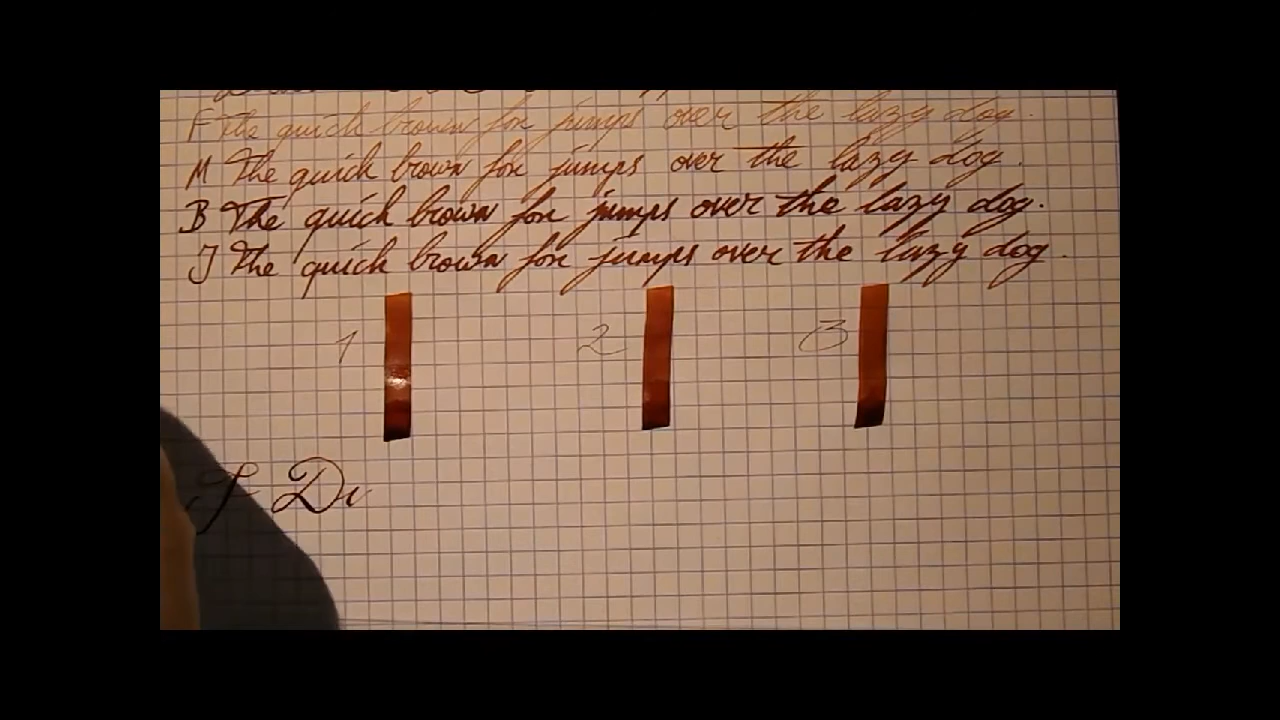 F The quick brown fox jumps over the lazy dog.
M The quick brown fox jumps over the lazy dog.
B The quick brown fox jumps over the lazy dog.
J The quick brown fox jumps over the lazy dog.
1 2 3